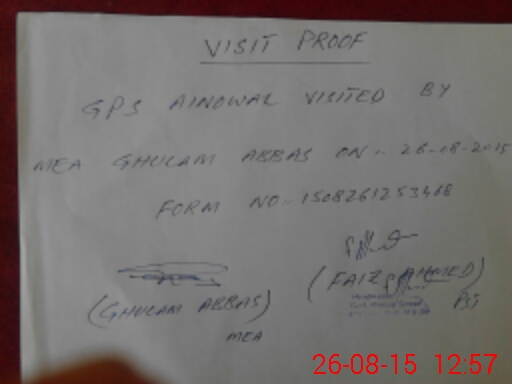 VISIT PROOF
GPS AINOWAL VISITED BY
MEA GHULAM ABBAS ON.. 26-08-2015
FORM NO.. 1508261253468
(GHULAM ABBAS)
MEA
(FAIZ AHMED)
PST
26-08-15 12:57